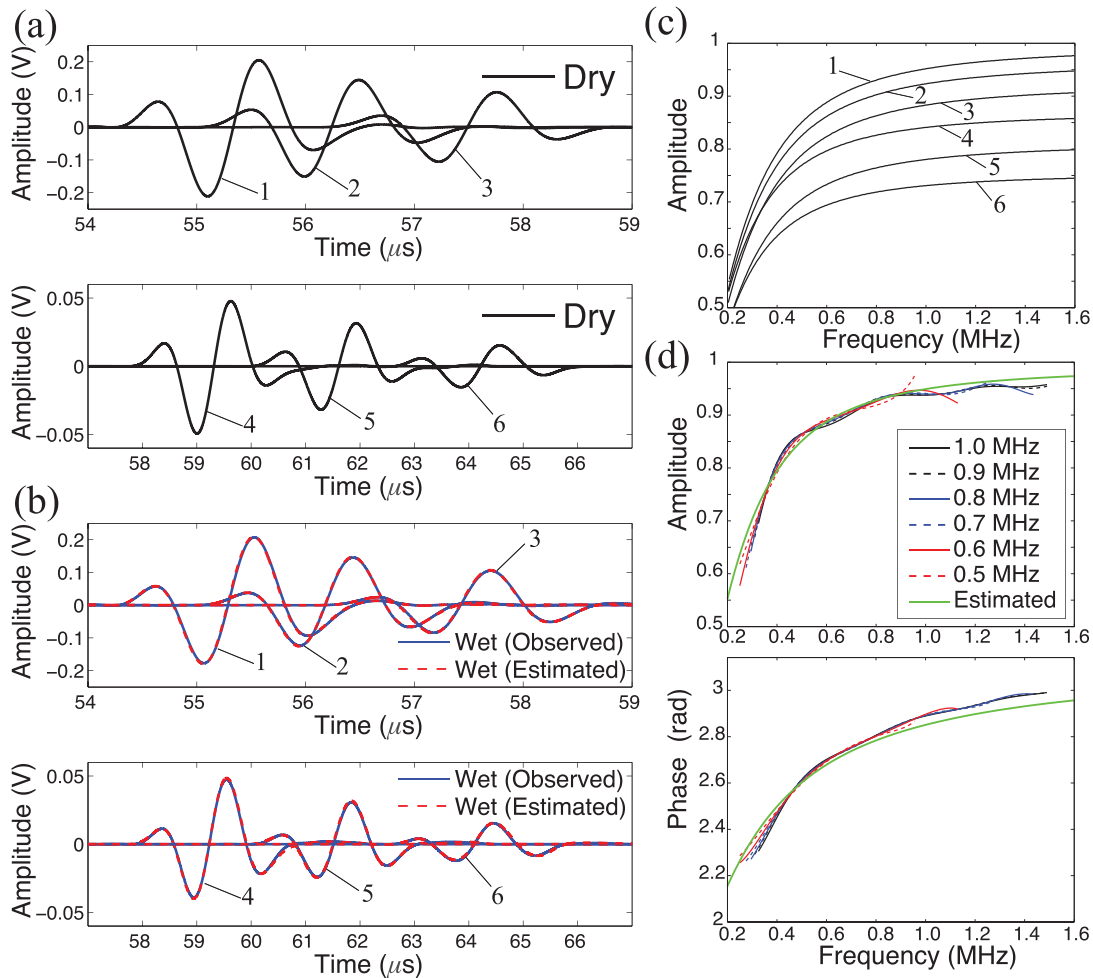 (a)
Amplitude (V)
0.2
0.1
0
−0.1
−0.2
Dry
1
2
3
54 55 56 57 58 59
Time (μs)
Amplitude (V)
0.05
0
−0.05
Dry
4
5
6
58 59 60 61 62 63 64 65 66
Time (μs)
(b)
Amplitude (V)
0.2
0.1
0
−0.1
−0.2
3
1
2
Wet (Observed)
Wet (Estimated)
54 55 56 57 58 59
Time (μs)
Amplitude (V)
0.05
0
−0.05
Wet (Observed)
Wet (Estimated)
4
5
6
58 59 60 61 62 63 64 65 66
Time (μs)
(c)
Amplitude
1
0.9
0.8
0.7
0.6
0.5
1
2
3
4
5
6
0.2 0.4 0.6 0.8 1.0 1.2 1.4 1.6
Frequency (MHz)
(d)
Amplitude
1
0.9
0.8
0.7
0.6
0.5
1.0 MHz
0.9 MHz
0.8 MHz
0.7 MHz
0.6 MHz
0.5 MHz
Estimated
0.2 0.4 0.6 0.8 1.0 1.2 1.4 1.6
Phase (rad)
3
2.8
2.6
2.4
2.2
2
0.2 0.4 0.6 0.8 1.0 1.2 1.4 1.6
Frequency (MHz)